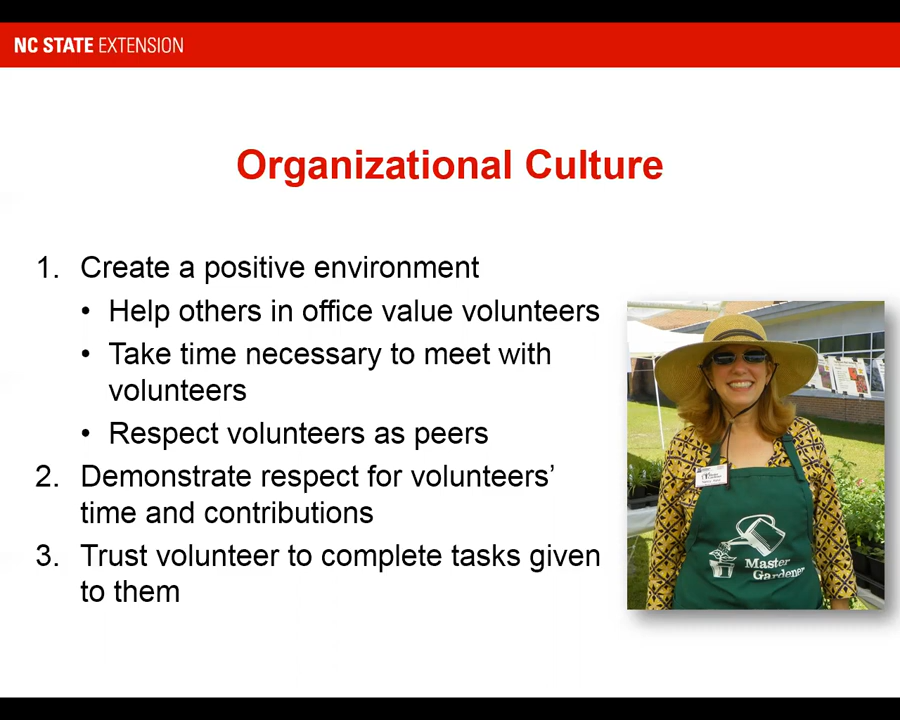 NC STATE EXTENSION
Organizational Culture
1. Create a positive environment
• Help others in office value volunteers
• Take time necessary to meet with
volunteers
• Respect volunteers as peers
2. Demonstrate respect for volunteers’
time and contributions
3. Trust volunteer to complete tasks given
to them
Master
Gardener